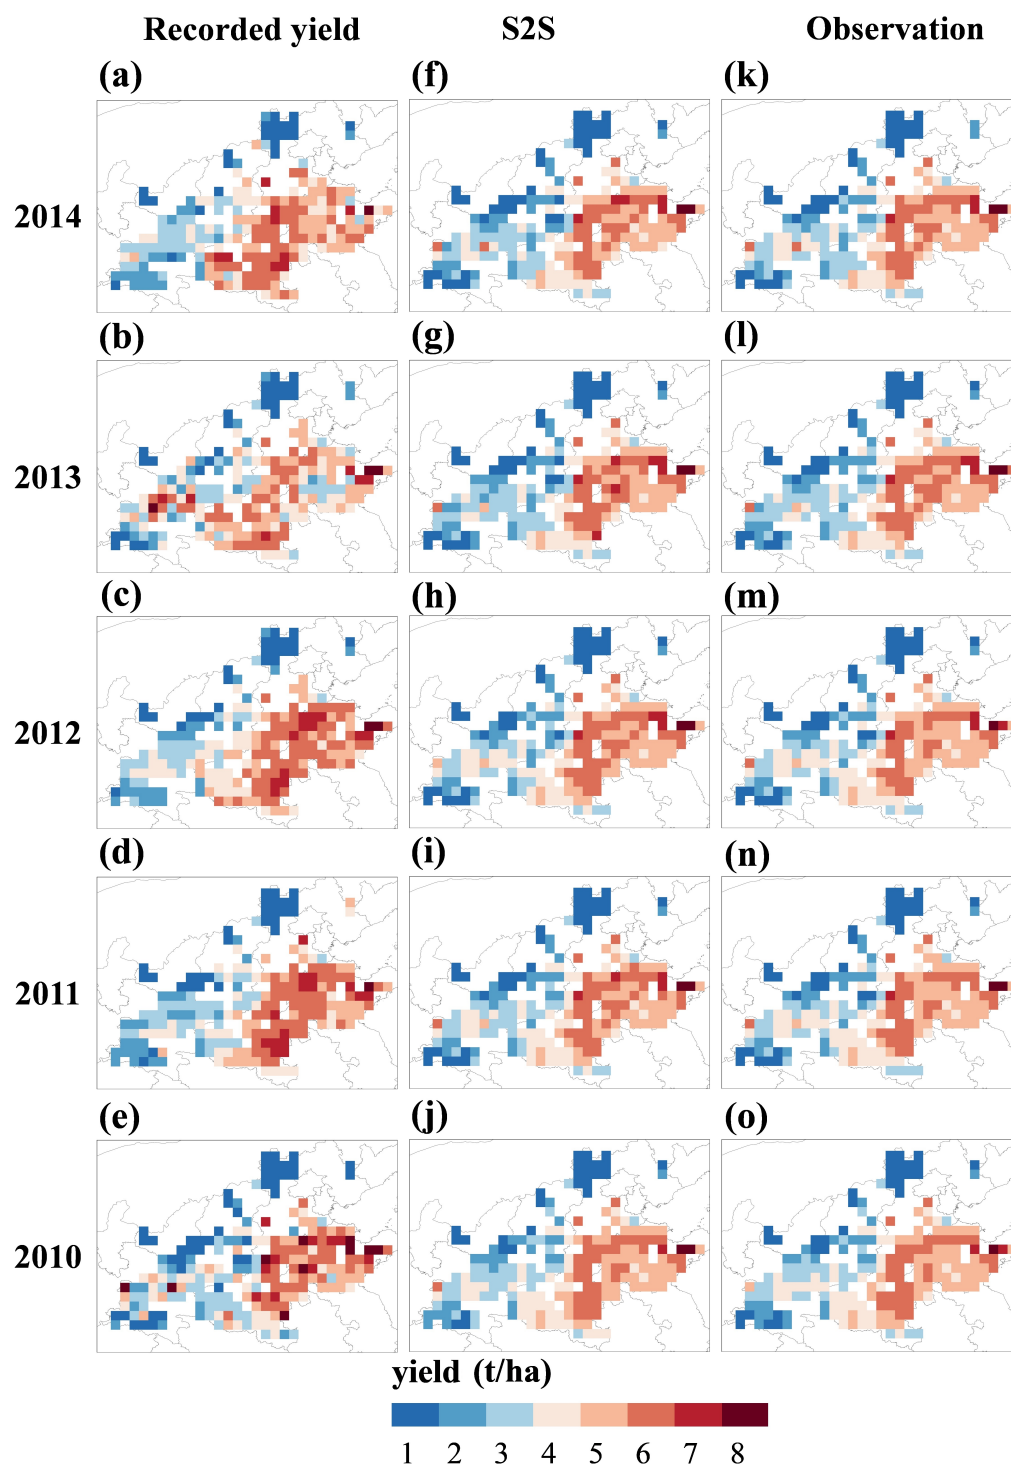 Recorded yield S2S Observation
(a) (f) (k)
2014
(b) (g) (l)
2013
(c) (h) (m)
2012
(d) (i) (n)
2011
(e) (j) (o)
2010
yield (t/ha)
1 2 3 4 5 6 7 8